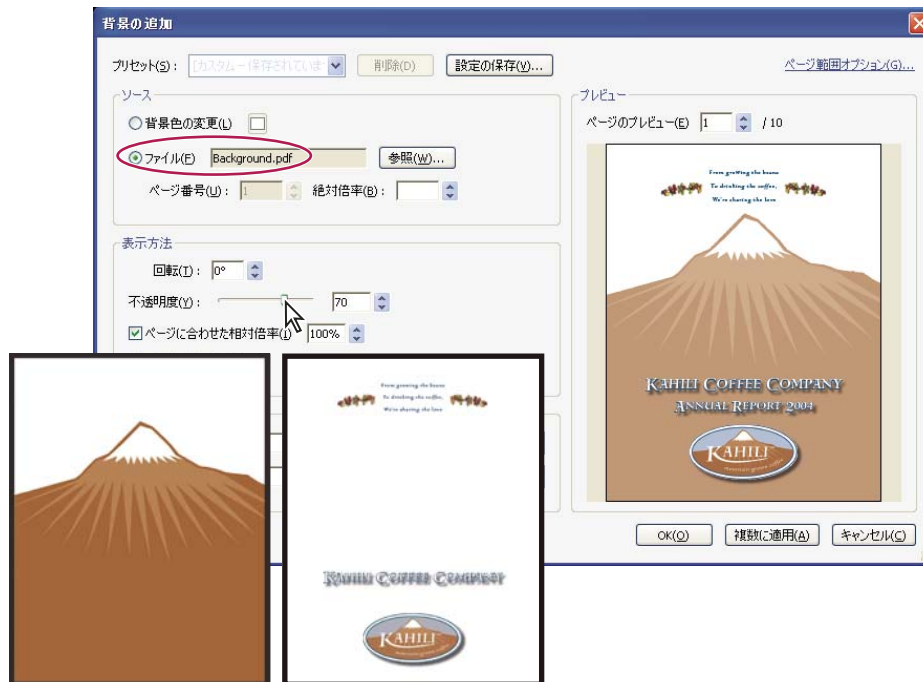 背景の追加
プリセット(S):
[カスタム - 保存されていま
削除(D)
設定の保存(V)...
ページ範囲オプション(G)...
ソース
背景色の変更(L)
ファイル(F)
Background.pdf
参照(W)...
ページ番号(U):
1
絶対倍率(B):
表示方法
回転(T):
0°
不透明度(Y):
70
ページに合わせた相対倍率(I)
100%
プレビュー
ページのプレビュー(E)
1
/ 10
From growing the beans
To drinking the coffee,
We're sharing the love
KAHILI COFFEE COMPANY
ANNUAL REPORT 2004
KAHILI
mountain grown coffee
OK(O)
複数に適用(A)
キャンセル(C)
From growing the beans
To drinking the coffee,
We're sharing the love
KAHILI COFFEE COMPANY
KAHILI
mountain grown coffee